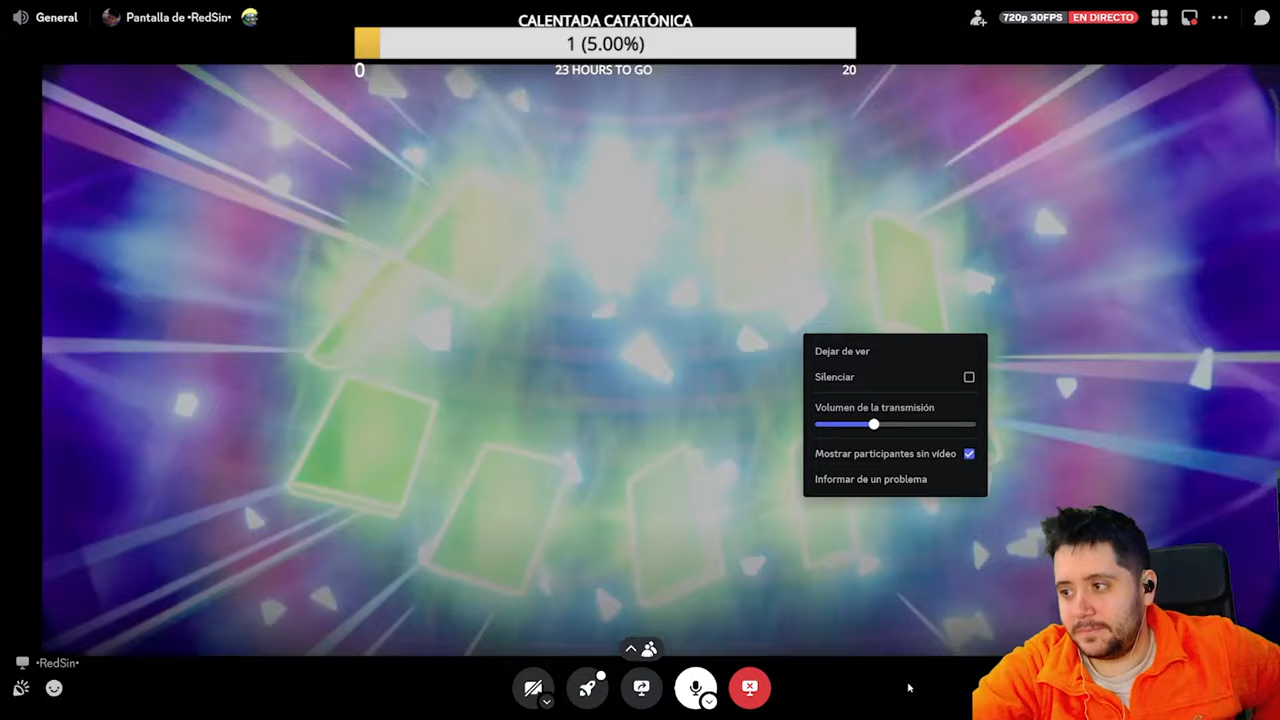 General
Pantalla de •RedSin•
CALENTADA CATATÓNICA
1 (5.00%)
0
23 HOURS TO GO
20
720p 30FPS
EN DIRECTO
Dejar de ver
Silenciar
Volumen de la transmisión
Mostrar participantes sin vídeo
Informar de un problema
•RedSin•